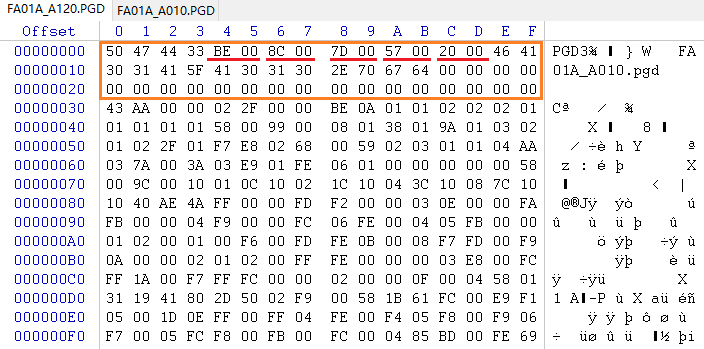 FA01A_A120.PGD FA01A_A010.PGD
Offset 0 1 2 3 4 5 6 7 8 9 A B C D E F
00000000 50 47 44 33 BE 00 8C 00 7D 00 57 00 20 00 46 41 PGD3¾ ▌ } W FA
00000010 30 31 41 5F 41 30 31 30 2E 70 67 64 00 00 00 00 01A_A010.pgd
00000020 00 00 00 00 00 00 00 00 00 00 00 00 00 00 00 00
00000030 43 AA 00 00 02 2F 00 00 BE 0A 01 01 02 02 02 01 Cª / ¾
00000040 01 01 01 01 58 00 99 00 08 01 38 01 9A 01 03 02 X ▌ 8 ▌
00000050 01 02 2F 01 F7 E8 02 68 00 59 02 03 01 01 04 AA / ÷è h Y ª
00000060 03 7A 00 3A 03 E9 01 FE 06 01 00 00 00 00 00 58 z : é þ X
00000070 00 9C 00 10 01 0C 10 02 1C 10 04 3C 10 08 7C 10 ▌ < |
00000080 10 40 AE 4A FF 00 00 FD F2 00 00 03 0E 00 00 FA @®Jÿ ýò ú
00000090 FB 00 00 04 F9 00 00 FC 06 FE 00 04 05 FB 00 00 û ù ü þ û
000000A0 01 02 00 01 00 F6 00 FD FE 0B 00 08 F7 FD 00 F9 ö ýþ ÷ý ù
000000B0 0A 00 00 02 01 02 00 FF FE 00 00 00 03 E8 00 FC ÿþ è ü
000000C0 FF 1A 00 F7 FF FC 00 00 02 00 00 0F 00 04 58 01 ÿ ÷ÿü X
000000D0 31 19 41 80 2D 50 02 F9 00 58 1B 61 FC 00 E9 F1 1 A▌-P ù X aü éñ
000000E0 05 00 1D 0E FF 00 FF 04 FE 00 F4 05 F8 00 F9 06 ÿ ÿ þ ô ø ù
000000F0 F7 00 05 FC F8 00 FB 00 FC 00 04 85 BD 00 FE 69 ÷ üø û ü ▌½ þi